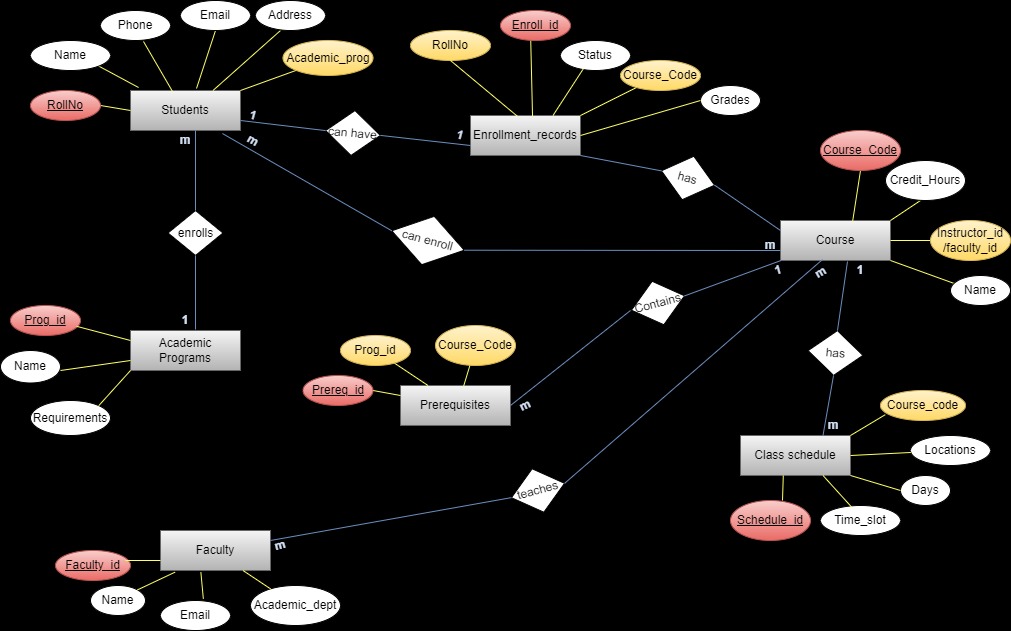 Email
Address
Phone
Name
Academic_prog
RollNo
Students
1
m
m
can have
1
Enroll_id
RollNo
Status
Course_Code
Grades
Enrollment_records
has
Course_Code
Credit_Hours
Instructor_id
/faculty_id
Name
Course
m
1
m
1
enrolls
can enroll
1
Prog_id
Name
Requirements
Academic
Programs
Contains
Prog_id
Course_Code
Prereq_id
Prerequisites
m
has
m
Course_code
Class schedule
Locations
Days
Time_slot
Schedule_id
teaches
m
Faculty
Faculty_id
Name
Email
Academic_dept